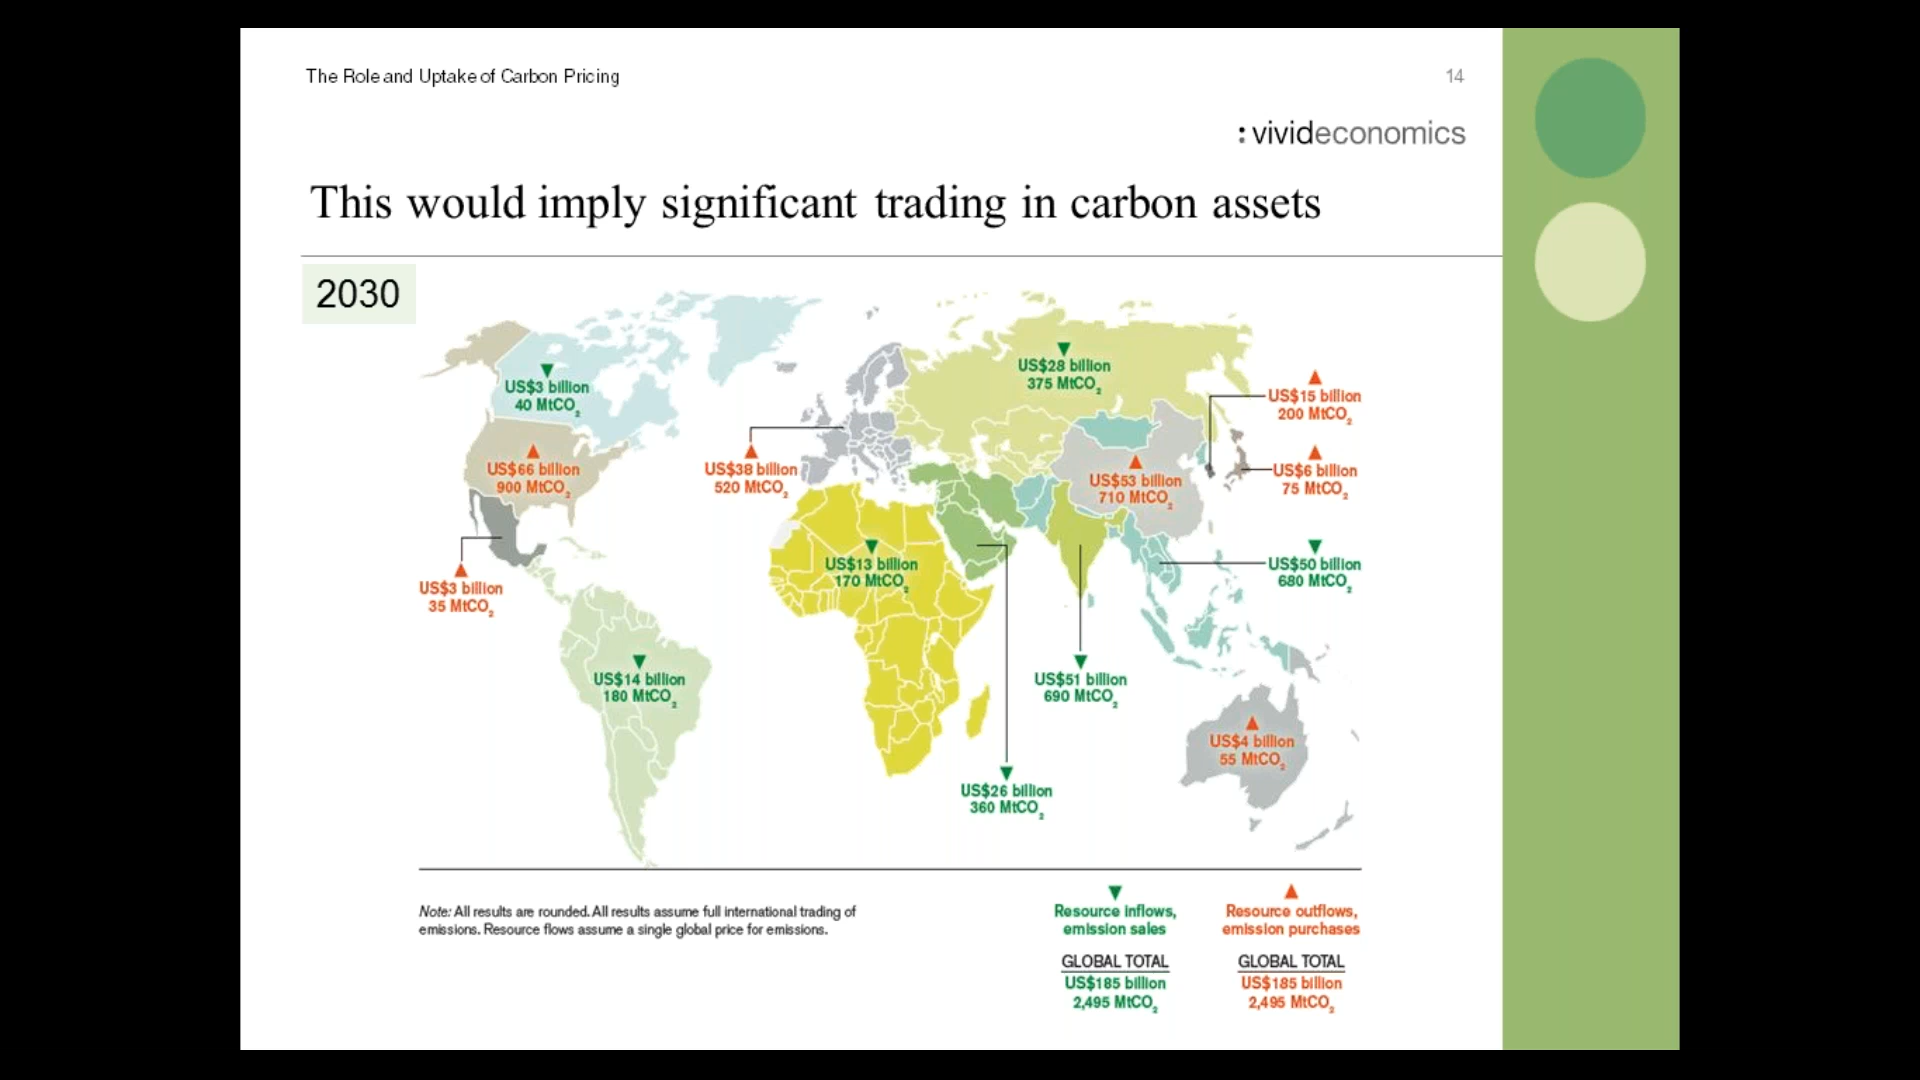 The Role and Uptake of Carbon Pricing
14
:vivideconomics
This would imply significant trading in carbon assets
2030
US$3 billion
40 MtCO₂
US$66 billion
900 MtCO₂
US$3 billion
35 MtCO₂
US$14 billion
180 MtCO₂
US$38 billion
520 MtCO₂
US$13 billion
170 MtCO₂
US$28 billion
375 MtCO₂
US$53 billion
710 MtCO₂
US$15 billion
200 MtCO₂
US$6 billion
75 MtCO₂
US$50 billion
680 MtCO₂
US$51 billion
690 MtCO₂
US$26 billion
360 MtCO₂
US$4 billion
55 MtCO₂
Note: All results are rounded. All results assume full international trading of
emissions. Resource flows assume a single global price for emissions.
Resource inflows,
emission sales
GLOBAL TOTAL
US$185 billion
2,495 MtCO₂
Resource outflows,
emission purchases
GLOBAL TOTAL
US$185 billion
2,495 MtCO₂